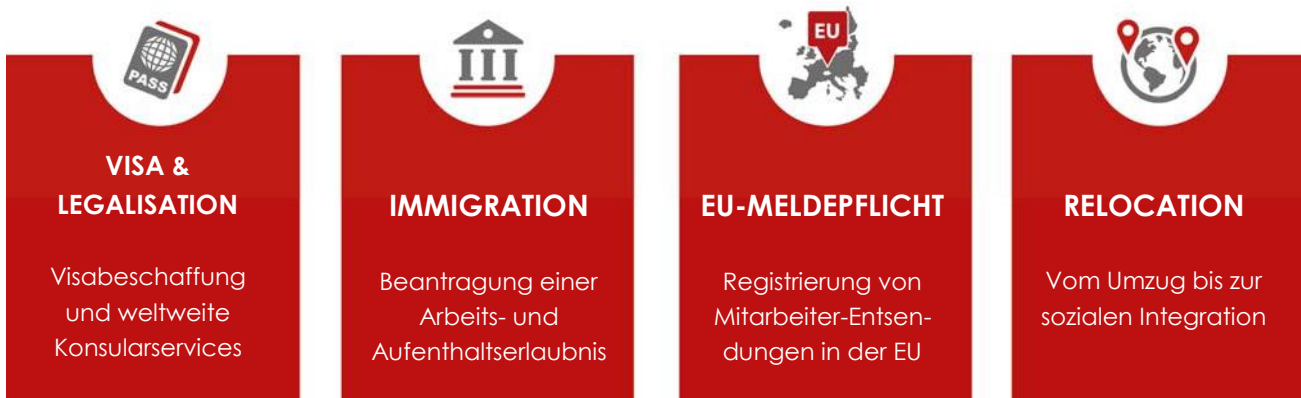 PASS
VISA &
LEGALISATION
Visabeschaffung
und weltweite
Konsularservices
IMMIGRATION
Beantragung einer
Arbeits- und
Aufenthaltserlaubnis
EU
EU-MELDEPFLICHT
Registrierung von
Mitarbeiter-Entsen-
dungen in der EU
RELOCATION
Vom Umzug bis zur
sozialen Integration